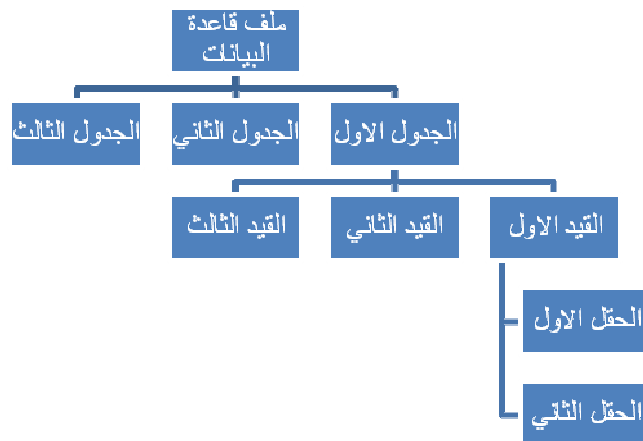 ملف قاعدة
البيانات
الجدول الاول
الجدول الثاني
الجدول الثالث
القيد الاول
القيد الثاني
القيد الثالث
الحقل الاول
الحقل الثاني